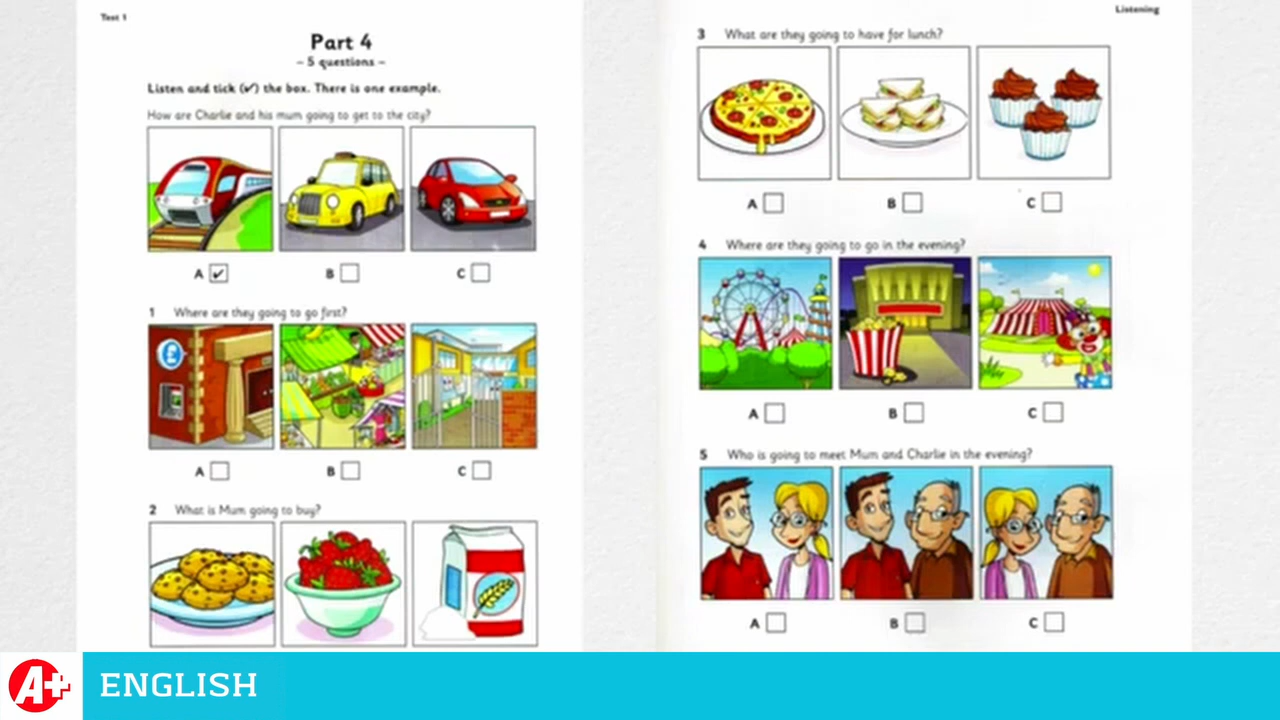 Test 1
Part 4
– 5 questions –
Listen and tick (✔) the box. There is one example.
How are Charlie and his mum going to get to the city?
A ✔ B C
1 Where are they going to go first?
£
A B C
2 What is Mum going to buy?
Listening
3 What are they going to have for lunch?
A B C
4 Where are they going to go in the evening?
A B C
5 Who is going to meet Mum and Charlie in the evening?
A B C
A+ ENGLISH